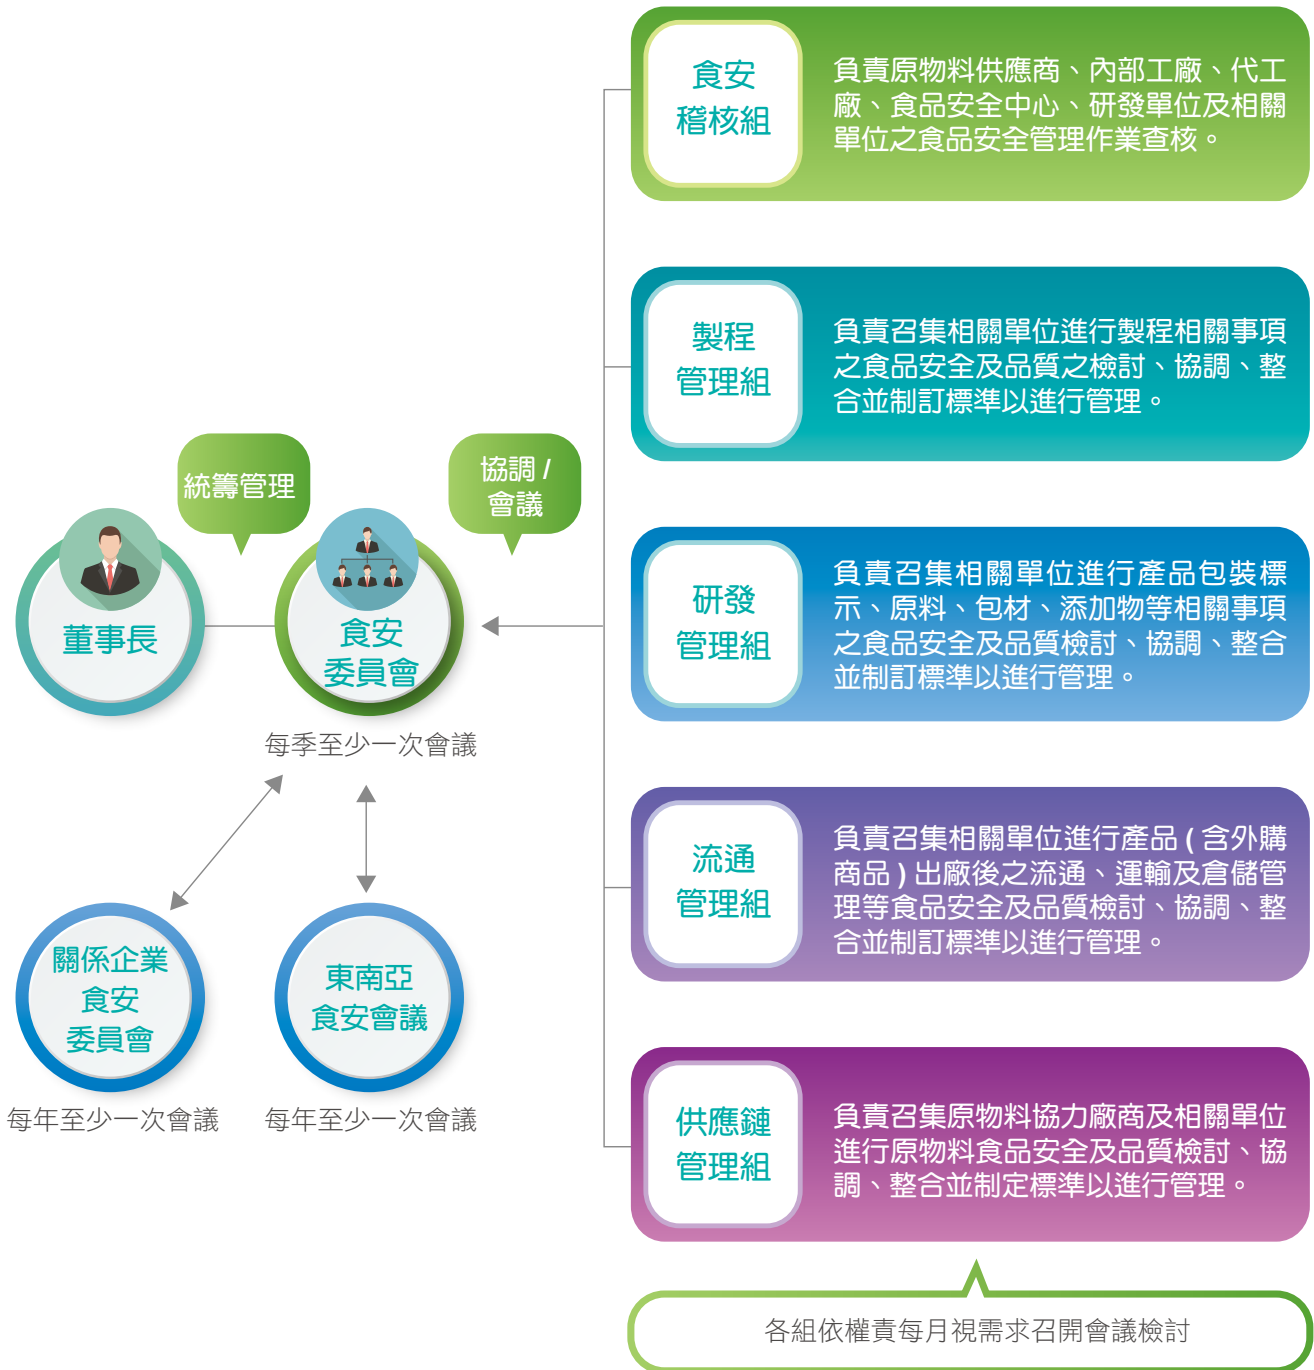 食安
稽核組
負責原物料供應商、內部工廠、代工
廠、食品安全中心、研發單位及相關
單位之食品安全管理作業查核。
製程
管理組
負責召集相關單位進行製程相關事項
之食品安全及品質之檢討、協調、整
合並制訂標準以進行管理。
統籌管理
協調 /
會議
董事長
食安
委員會
每季至少一次會議
研發
管理組
負責召集相關單位進行產品包裝標
示、原料、包材、添加物等相關事項
之食品安全及品質檢討、協調、整合
並制訂標準以進行管理。
流通
管理組
負責召集相關單位進行產品 ( 含外購
商品 ) 出廠後之流通、運輸及倉儲管
理等食品安全及品質檢討、協調、整
合並制訂標準以進行管理。
關係企業
食安
委員會
每年至少一次會議
東南亞
食安會議
每年至少一次會議
供應鏈
管理組
負責召集原物料協力廠商及相關單位
進行原物料食品安全及品質檢討、協
調、整合並制定標準以進行管理。
各組依權責每月視需求召開會議檢討